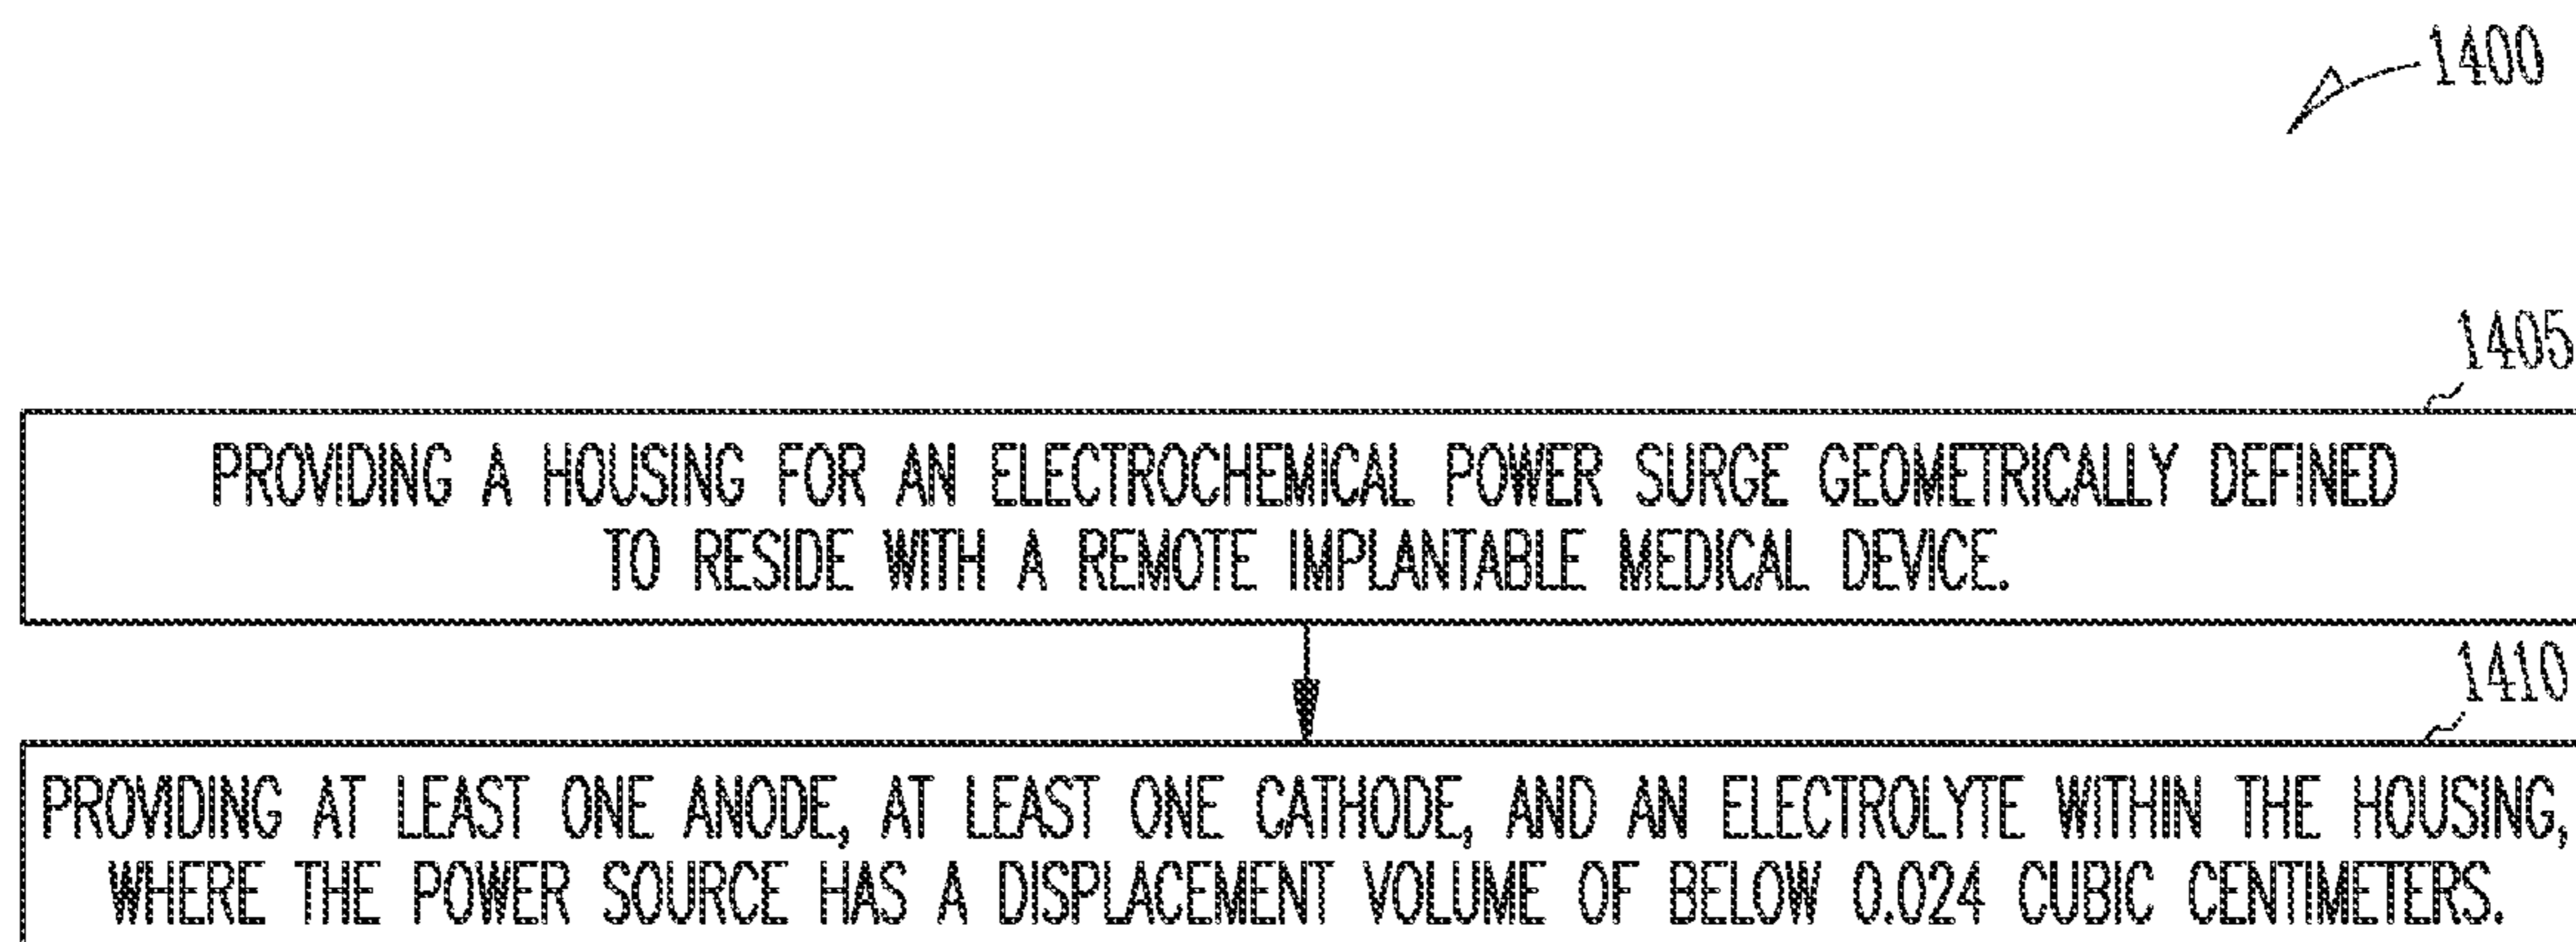 1400
1405
PROVIDING A HOUSING FOR AN ELECTROCHEMICAL POWER SURGE GEOMETRICALLY DEFINED
TO RESIDE WITH A REMOTE IMPLANTABLE MEDICAL DEVICE.
1410
PROVIDING AT LEAST ONE ANODE, AT LEAST ONE CATHODE, AND AN ELECTROLYTE WITHIN THE HOUSING,
WHERE THE POWER SOURCE HAS A DISPLACEMENT VOLUME OF BELOW 0.024 CUBIC CENTIMETERS.